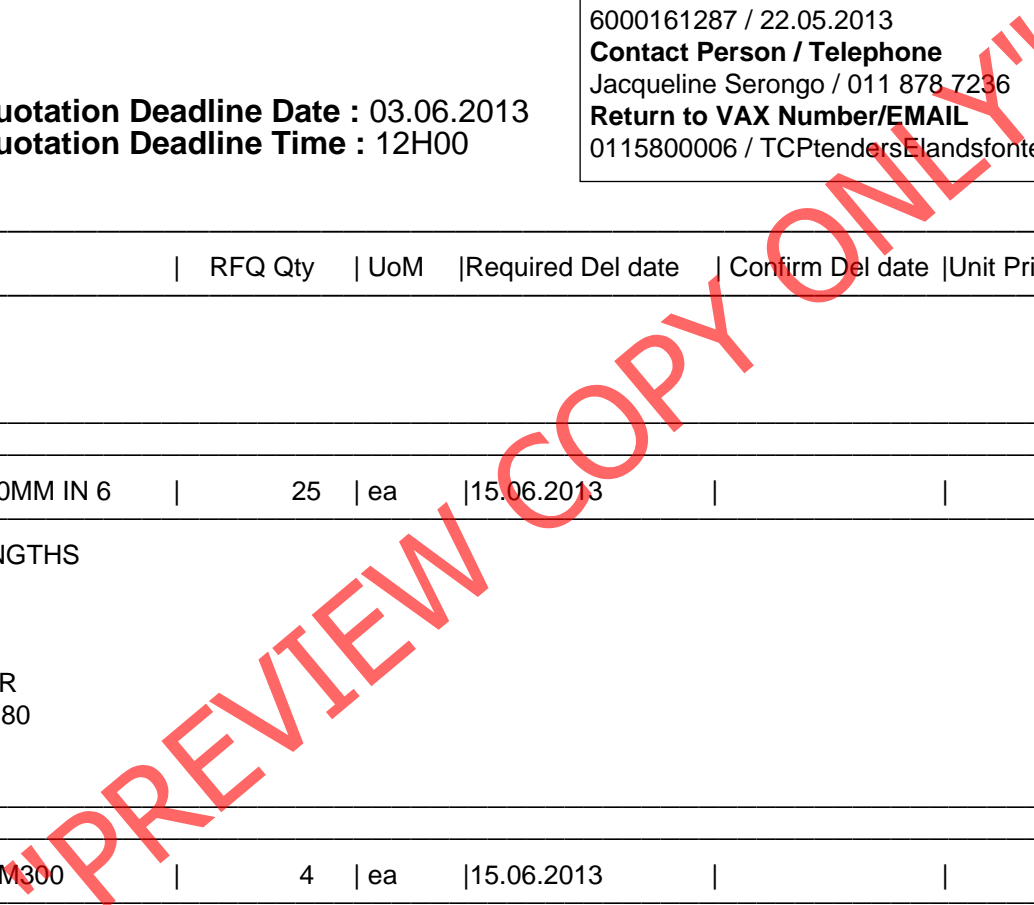 6000161287 / 22.05.2013
Contact Person / Telephone
Jacqueline Serongo / 011 878 7236
Return to VAX Number/EMAIL
0115800006 / TCPtendersElandsfonte
uotation Deadline Date : 03.06.2013
uotation Deadline Time : 12H00
| RFQ Qty | UoM |Required Del date | Confirm Del date |Unit Pri
0MM IN 6 | 25 | ea |15.06.2013 | |
NGTHS
R
80
M300 | 4 | ea |15.06.2013 | |
"PREVIEW COPY ONLY"